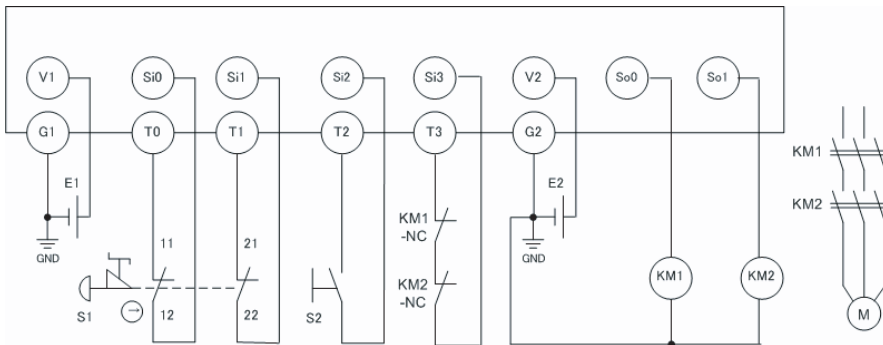 V1 Si0 Si1 Si2 Si3 V2 So0 So1
G1 T0 T1 T2 T3 G2
KM1
E1 E2
KM2
KM1
-NC
GND GND
11 21
KM2
-NC
KM1 KM2
S1 12 22 S2
M